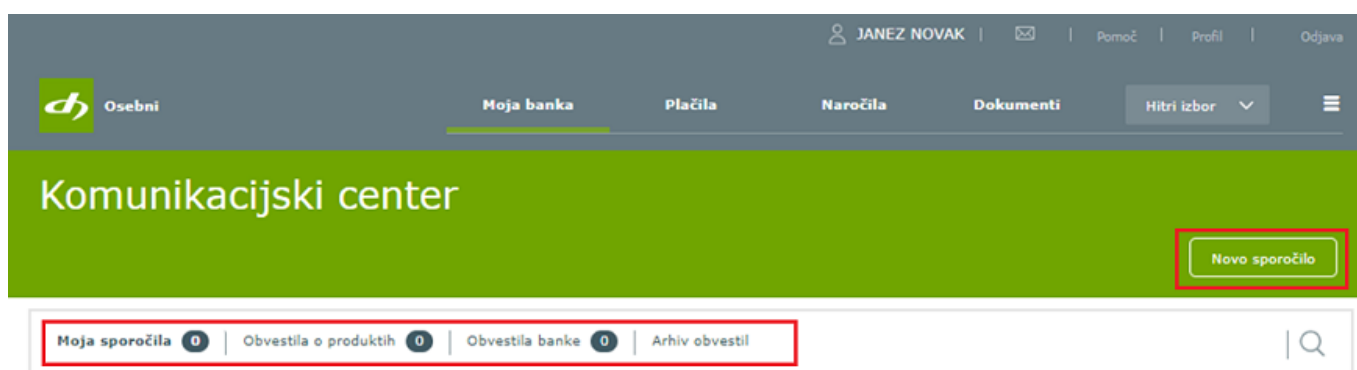 JANEZ NOVAK | | Pomoč | Profil | Odjava
dh Osebni Moja banka Plačila Naročila Dokumenti Hitri izbor
Komunikacijski center
Novo sporočilo
Moja sporočila 0 | Obvestila o produktih 0 | Obvestila banke 0 | Arhiv obvestil